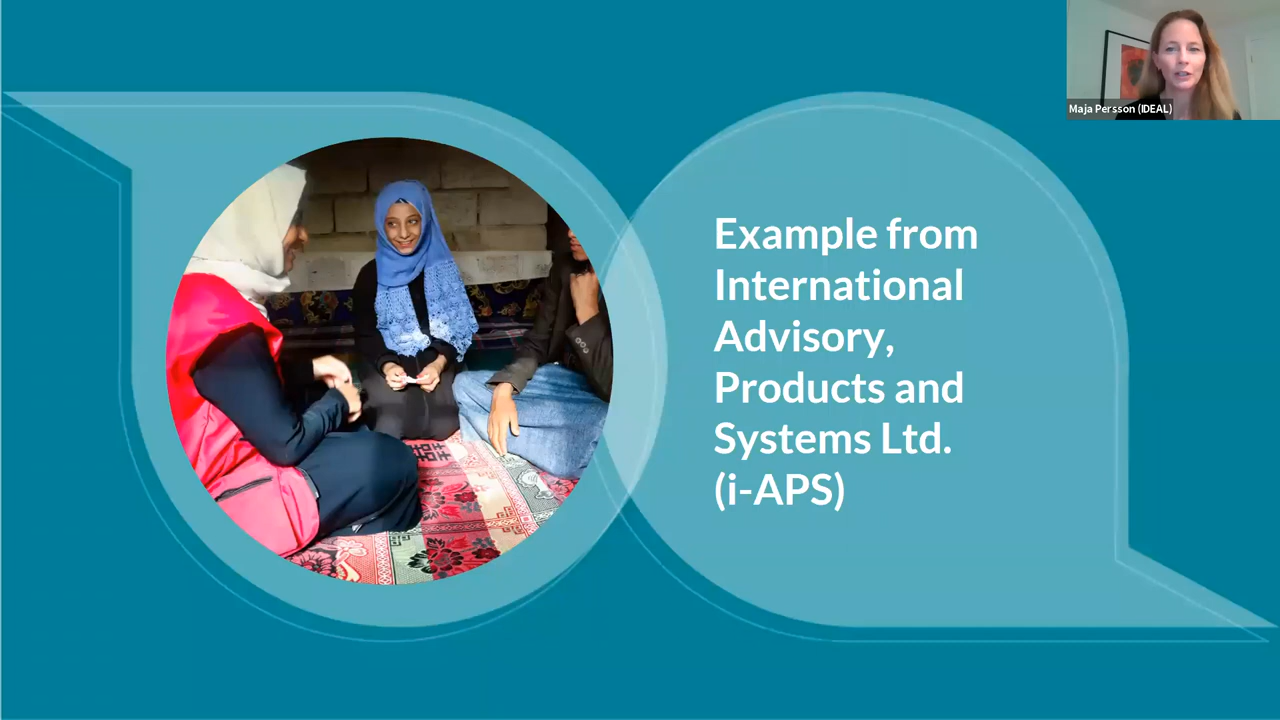 Maja Persson (IDEAL)
Example from
International
Advisory,
Products and
Systems Ltd.
(i-APS)